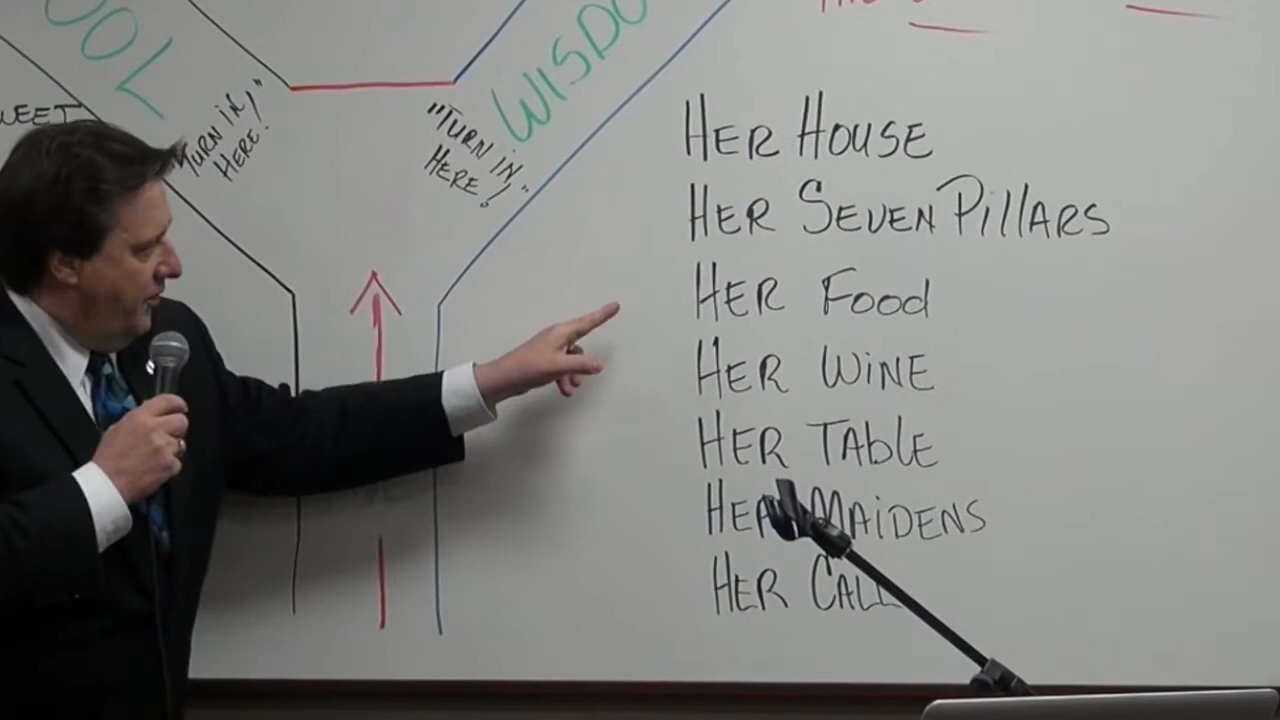 WISDO
"TURN IN,
HERE!"
"TURN IN,
HERE!"
HER HOUSE
HER SEVEN PILLARS
HER FOOD
HER WINE
HER TABLE
HER MAIDENS
HER CALL